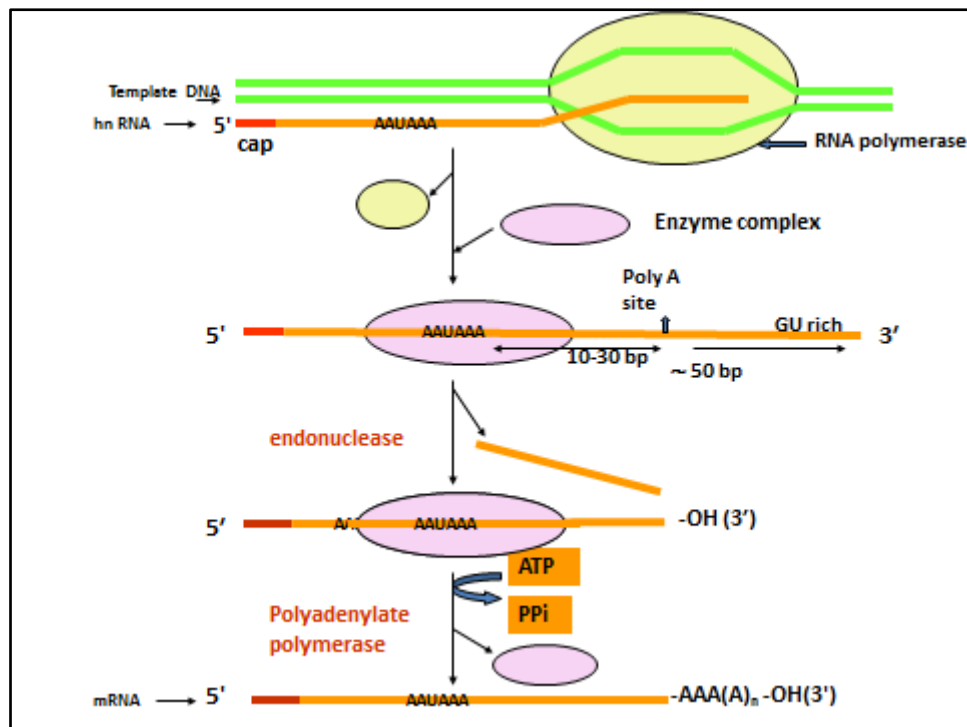 Template DNA
hn RNA
5'
AAUAAA
cap
RNA polymerase
Enzyme complex
Poly A
site
5'
AAUAAA
GU rich
3’
10-30 bp
~ 50 bp
endonuclease
5’
AAUAAA
-OH (3’)
ATP
PPi
Polyadenylate
polymerase
mRNA
5'
AAUAAA
-AAA(A)n -OH(3')